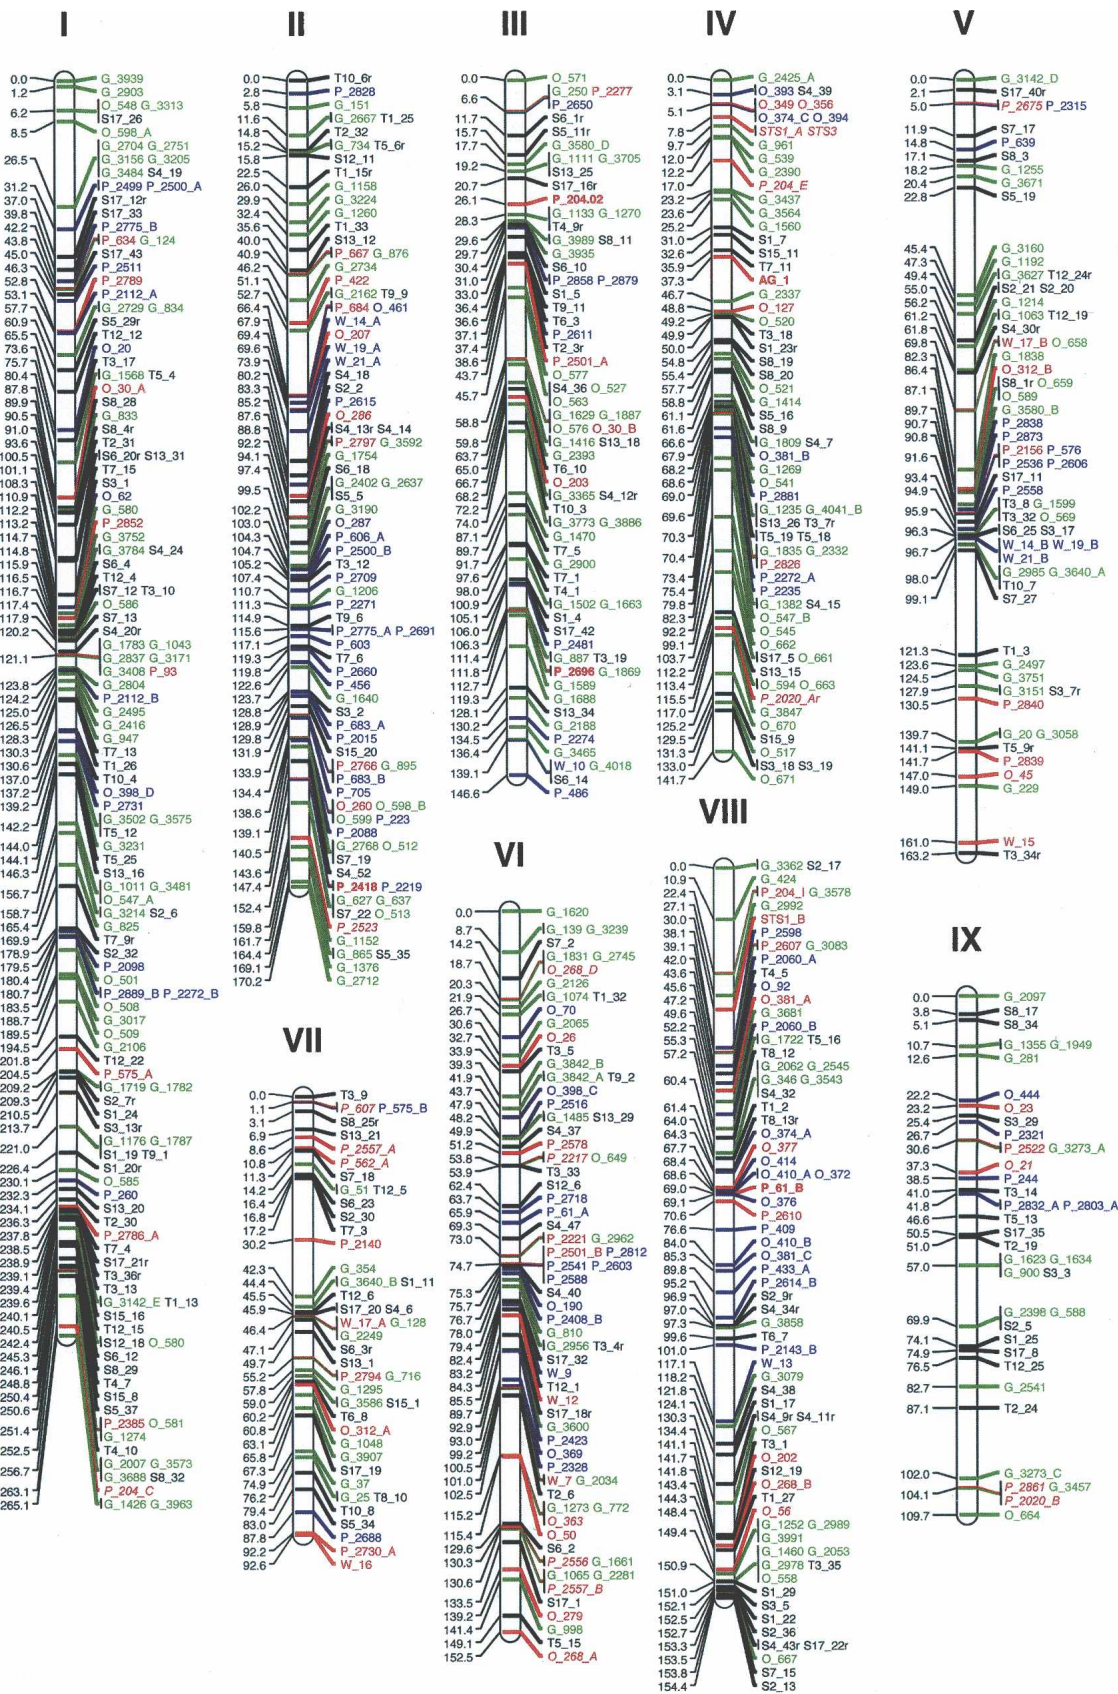 I
0.0 G_3939
1.2 G_2903
6.2 O_548 G_3313
S17_26
8.5 O_598_A
26.5 G_2704 G_2751
G_3156 G_3205
G_3484 S4_19
31.2 P_2499 P_2500_A
37.0 S17_12r
39.8 S17_33
42.2 P_2775_B
43.8 P_634 G_124
45.0 S17_43
46.3 P_2511
52.8 P_2789
53.1 P_2112_A
57.7 G_2729 G_834
60.9 S5_29r
65.5 T12_12
73.6 O_20
75.7 T3_17
80.4 G_1568 T5_4
87.8 O_30_A
89.9 S8_28
90.5 G_833
91.0 S8_4r
93.6 T2_31
100.5 S6_20r S13_31
101.1 T7_15
108.3 S3_1
110.9 O_62
112.2 G_580
113.2 P_2852
114.7 G_3752
114.8 G_3784 S4_24
115.9 S6_4
116.5 T12_4
116.7 S7_12 T3_10
117.4 O_586
117.9 S7_13
120.2 S4_20r
121.1 G_1783 G_1043
G_2837 G_3171
G_3408 P_93
123.8 G_2804
124.2 P_2112_B
125.0 G_2495
126.5 G_2416
128.3 G_947
130.3 T7_13
130.6 T1_26
137.0 T10_4
137.2 O_398_D
139.2 P_2731
142.2 G_3502 G_3575
T5_12
144.0 G_3231
144.1 T5_25
146.3 S13_16
156.7 G_1011 G_3481
O_547_A
158.7 G_3214 S2_6
165.4 G_825
169.9 T7_9r
178.9 S2_32
179.5 P_2098
180.4 O_501
180.7 P_2889_B P_2272_B
183.5 O_508
188.7 G_3017
189.5 O_509
194.5 G_2106
201.8 T12_22
204.5 P_575_A
209.2 G_1719 G_1782
209.3 S2_7r
210.5 S1_24
213.7 S3_13r
221.0 G_1176 G_1787
S1_19 T9_1
226.4 S1_20r
230.1 O_585
232.3 P_260
234.1 S13_20
236.3 T2_30
237.8 P_2786_A
238.5 T7_4
238.9 S17_21r
239.1 T3_36r
239.4 T3_13
239.6 G_3142_E T1_13
240.1 S15_16
240.5 T12_15
242.4 S12_18 O_580
245.3 S6_12
246.1 S8_29
248.8 T4_7
250.4 S15_8
250.6 S5_37
251.4 P_2385 O_581
G_1274
252.5 T4_10
256.7 G_2007 G_3573
G_3688 S8_32
263.1 P_204_C
265.1 G_1426 G_3963
II
0.0 T10_6r
2.8 P_2828
5.8 G_151
11.6 G_2667 T1_25
14.8 T2_32
15.2 G_734 T5_6r
15.8 S12_11
22.5 T1_15r
26.0 G_1158
29.9 G_3224
32.4 G_1260
35.6 T1_33
40.0 S13_12
40.9 P_667 G_876
46.2 G_2734
51.1 P_422
52.7 G_2162 T9_9
66.4 P_684 O_461
67.9 W_14_A
69.4 O_207
69.6 W_19_A
73.9 W_21_A
80.2 S4_18
83.3 S2_2
85.2 P_2615
87.6 O_286
88.8 S4_13r S4_14
92.2 P_2797 G_3592
94.1 G_1754
97.4 S6_18
99.5 G_2402 G_2637
S5_5
102.2 G_3190
103.0 O_287
104.3 P_606_A
104.7 P_2500_B
105.2 T3_12
107.4 P_2709
110.7 G_1206
111.3 P_2271
114.9 T9_6
115.6 P_2775_A P_2691
117.1 P_603
119.3 T7_6
119.8 P_2660
122.6 P_456
123.7 G_1640
128.8 S3_2
128.9 P_683_A
129.8 P_2015
131.9 S15_20
133.9 P_2766 G_895
P_683_B
134.4 P_705
138.6 O_260 O_598_B
O_599 P_223
139.1 P_2088
140.5 G_2768 O_512
S7_19
143.6 S4_52
147.4 P_2418 P_2219
152.4 G_627 G_637
S7_22 O_513
159.8 P_2523
161.7 G_1152
164.4 G_865 S5_35
169.1 G_1376
170.2 G_2712
III
0.0 O_571
6.6 G_250 P_2277
P_2650
11.7 S6_1r
15.7 S5_11r
17.7 G_3580_D
19.2 G_1111 G_3705
S13_25
20.7 S17_16r
26.1 P_204.02
28.3 G_1133 G_1270
T4_9r
29.6 G_3989 S8_11
29.7 G_3935
30.4 S6_10
31.0 P_2858 P_2879
33.0 S1_5
36.4 T9_11
36.6 T6_3
37.1 P_2611
37.4 T2_3r
38.6 P_2501_A
43.7 O_577
45.7 S4_36 O_527
O_563
58.8 G_1629 G_1887
O_576 O_30_B
59.8 G_1416 S13_18
63.7 G_2393
65.0 T6_10
66.7 O_203
68.2 G_3365 S4_12r
72.2 T10_3
74.0 G_3773 G_3886
87.1 G_1470
89.7 T7_5
91.7 G_2900
97.6 T7_1
98.0 T4_1
100.9 G_1502 G_1663
105.1 S1_4
106.0 S17_42
106.3 P_2481
111.4 G_887 T3_19
111.8 P_2696 G_1869
112.7 G_1589
119.3 G_1688
128.1 S13_34
130.2 G_2188
134.5 P_2274
136.4 G_3465
139.1 W_10 G_4018
S6_14
146.6 P_486
IV
0.0 G_2425_A
3.1 O_393 S4_39
5.1 O_349 O_356
O_374_C O_394
7.8 STS1_A STS3
9.7 G_961
12.0 G_539
12.2 G_2390
17.0 P_204_E
23.2 G_3437
23.6 G_3564
25.2 G_1560
31.0 S1_7
32.6 S15_11
35.9 T7_11
37.3 AG_1
46.7 G_2337
48.8 O_127
49.2 O_520
49.9 T3_18
50.0 S1_23r
54.8 S8_19
55.4 S8_20
57.7 O_521
58.8 G_1414
61.1 S5_16
61.6 S8_9
66.6 G_1809 S4_7
67.9 O_381_B
68.2 G_1269
68.6 O_541
69.0 P_2881
69.6 G_1235 G_4041_B
S13_26 T3_7r
70.3 T5_19 T5_18
70.4 G_1835 G_2332
P_2826
73.4 P_2272_A
75.4 P_2235
79.8 G_1382 S4_15
82.3 O_547_B
92.2 O_545
99.1 O_662
103.7 S17_5 O_661
112.2 S13_15
113.4 O_594 O_663
115.5 P_2020_Ar
117.0 G_3847
125.2 O_670
129.5 S15_9
131.3 O_517
133.0 S3_18 S3_19
141.7 O_671
V
0.0 G_3142_D
2.1 S17_40r
5.0 P_2675 P_2315
11.9 S7_17
14.8 P_639
17.1 S8_3
18.2 G_1255
20.4 G_3671
22.8 S5_19
45.4 G_3160
47.3 G_1192
49.4 G_3627 T12_24r
55.0 S2_21 S2_20
56.2 G_1214
61.2 G_1063 T12_19
61.8 S4_30r
69.8 W_17_B O_658
82.3 G_1838
86.4 O_312_B
87.1 S8_1r O_659
O_589
89.7 G_3580_B
90.7 P_2838
90.8 P_2873
91.6 P_2156 P_576
P_2536 P_2606
93.4 S17_11
94.9 P_2558
95.9 T3_8 G_1599
T3_32 O_569
96.3 S6_25 S3_17
96.7 W_14_B W_19_B
W_21_B
98.0 G_2985 G_3640_A
T10_7
99.1 S7_27
121.3 T1_3
123.6 G_2497
124.5 G_3751
127.9 G_3151 S3_7r
130.5 P_2840
139.7 G_20 G_3058
141.1 T5_9r
141.7 P_2839
147.0 O_45
149.0 G_229
161.0 W_15
163.2 T3_34r
VI
0.0 G_1620
8.7 G_139 G_3239
14.2 S7_2
18.7 G_1831 G_2745
O_268_D
20.3 G_2126
21.9 G_1074 T1_32
26.7 O_70
30.6 G_2065
32.7 O_26
33.9 T3_5
39.3 G_3842_B
41.9 G_3842_A T9_2
43.7 O_398_C
47.9 P_2516
48.2 G_1485 S13_29
49.9 S4_37
51.2 P_2578
53.8 P_2217 O_649
53.9 T3_33
62.4 S12_6
63.7 P_2718
65.9 P_61_A
69.3 S4_47
73.0 P_2221 G_2962
74.7 P_2501_B P_2812
P_2541 P_2603
P_2588
75.3 S4_40
75.7 O_190
76.7 P_2408_B
78.0 G_810
79.4 G_2956 T3_4r
82.4 S17_32
83.2 W_9
84.3 T12_1
85.5 W_12
89.7 S17_18r
92.9 G_3600
93.0 P_2423
99.2 O_369
100.5 P_2328
101.0 W_7 G_2034
102.5 T2_6
115.2 G_1273 G_772
O_363
115.4 O_50
129.6 S6_2
130.3 P_2556 G_1661
130.6 G_1065 G_2281
P_2557_B
133.5 S17_1
139.2 O_279
141.4 G_998
149.1 T5_15
152.5 O_268_A
VII
0.0 T3_9
1.1 P_607 P_575_B
3.1 S8_25r
6.9 S13_21
8.6 P_2557_A
10.8 P_562_A
11.3 S7_18
14.2 G_51 T12_5
16.4 S6_23
16.8 S2_30
17.2 T7_3
30.2 P_2140
42.3 G_354
44.4 G_3640_B S1_11
45.5 T12_6
45.9 S17_20 S4_6
46.4 W_17_A G_128
G_2249
47.1 S6_3r
49.7 S13_1
55.2 P_2794 G_716
57.8 G_1295
59.0 G_3586 S15_1
60.2 T6_8
60.8 O_312_A
63.1 G_1048
65.8 G_3907
67.3 S17_19
74.9 G_37
76.2 G_25 T8_10
79.4 T10_8
83.0 S5_34
87.8 P_2688
92.2 P_2730_A
92.6 W_16
VIII
0.0 G_3362 S2_17
10.9 G_424
22.4 P_204_I G_3578
27.1 G_2992
30.0 STS1_B
38.1 P_2598
39.1 P_2607 G_3083
42.0 P_2060_A
43.6 T4_5
45.6 O_92
47.2 O_381_A
49.6 G_3681
52.2 P_2060_B
55.3 G_1722 T5_16
57.2 T8_12
60.4 G_2062 G_2545
G_346 G_3543
S4_32
61.4 T1_2
64.0 T8_13r
64.3 O_374_A
67.7 O_377
68.4 O_414
68.6 O_410_A O_372
69.0 P_61_B
69.1 O_376
70.6 P_2610
76.6 P_409
84.0 O_410_B
85.3 O_381_C
89.8 P_433_A
95.2 P_2614_B
96.9 S2_9r
97.0 S4_34r
97.3 G_3858
99.6 T6_7
101.0 P_2143_B
117.1 W_13
118.2 G_3079
121.8 S4_38
124.1 S1_17
130.3 S4_9r S4_11r
134.4 O_567
141.1 T3_1
141.7 O_202
141.8 S12_19
143.4 O_268_B
144.3 T1_27
148.4 O_56
149.4 G_1252 G_2989
G_3991
150.9 G_1460 G_2053
G_2978 T3_35
O_558
151.0 S1_29
152.1 S3_5
152.5 S1_22
152.7 S2_36
153.3 S4_43r S17_22r
153.5 O_667
153.8 S7_15
154.4 S2_13
IX
0.0 G_2097
3.8 S8_17
5.1 S8_34
10.7 G_1355 G_1949
12.6 G_281
22.2 O_444
23.2 O_23
25.4 S3_29
26.7 P_2321
30.6 P_2522 G_3273_A
37.3 O_21
38.5 P_244
41.0 T3_14
41.8 P_2832_A P_2803_A
46.6 T5_13
50.5 S17_35
51.0 T2_19
57.0 G_1623 G_1634
G_900 S3_3
69.9 G_2398 G_588
S2_5
74.1 S1_25
74.9 S17_8
76.5 T12_25
82.7 G_2541
87.1 T2_24
102.0 G_3273_C
104.1 P_2861 G_3457
P_2020_B
109.7 O_664